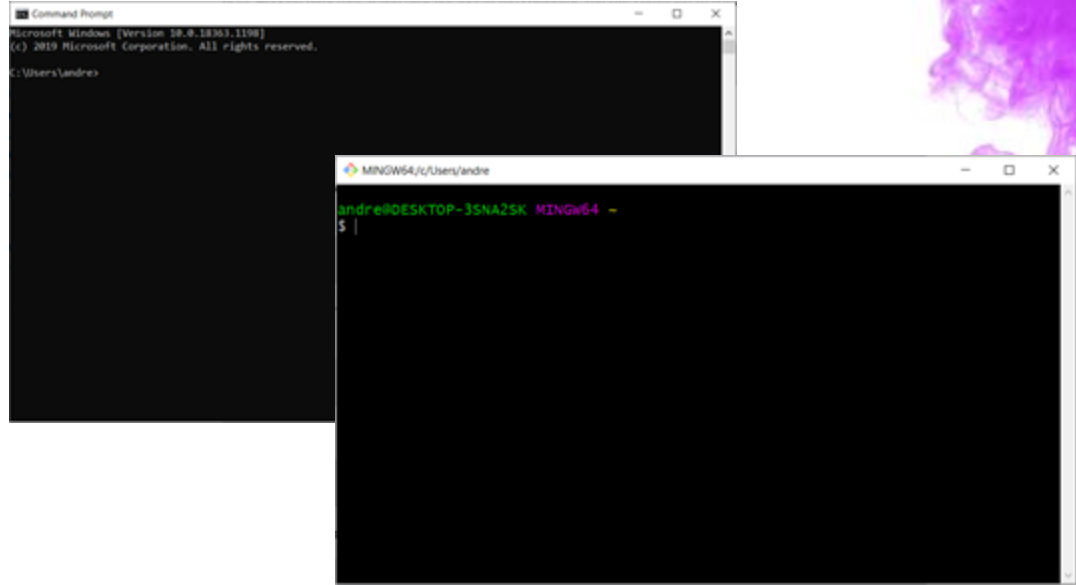 Command Prompt
Microsoft Windows [Version 10.0.18363.1198]
(c) 2019 Microsoft Corporation. All rights reserved.
C:\Users\andre>
MINGW64:/c/Users/andre
andre@DESKTOP-3SNA2SK MINGW64 ~
$